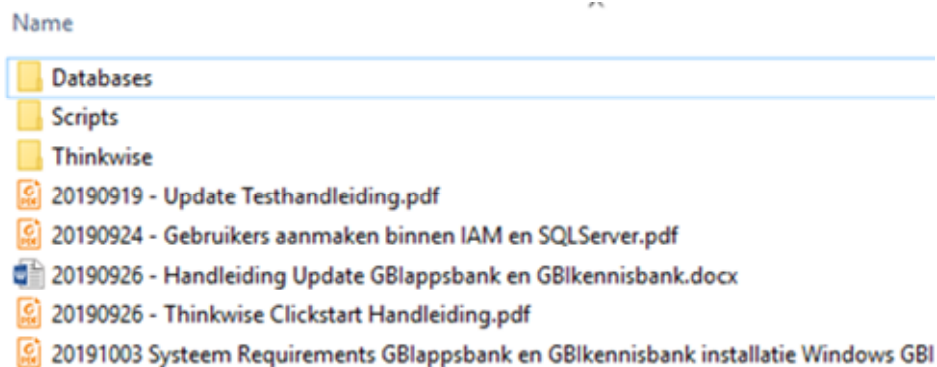 Name
Databases
Scripts
Thinkwise
20190919 - Update Testhandleiding.pdf
20190924 - Gebruikers aanmaken binnen IAM en SQLServer.pdf
20190926 - Handleiding Update GBIappsbank en GBIkennisbank.docx
20190926 - Thinkwise Clickstart Handleiding.pdf
20191003 Systeem Requirements GBIappsbank en GBIkennisbank installatie Windows GBI